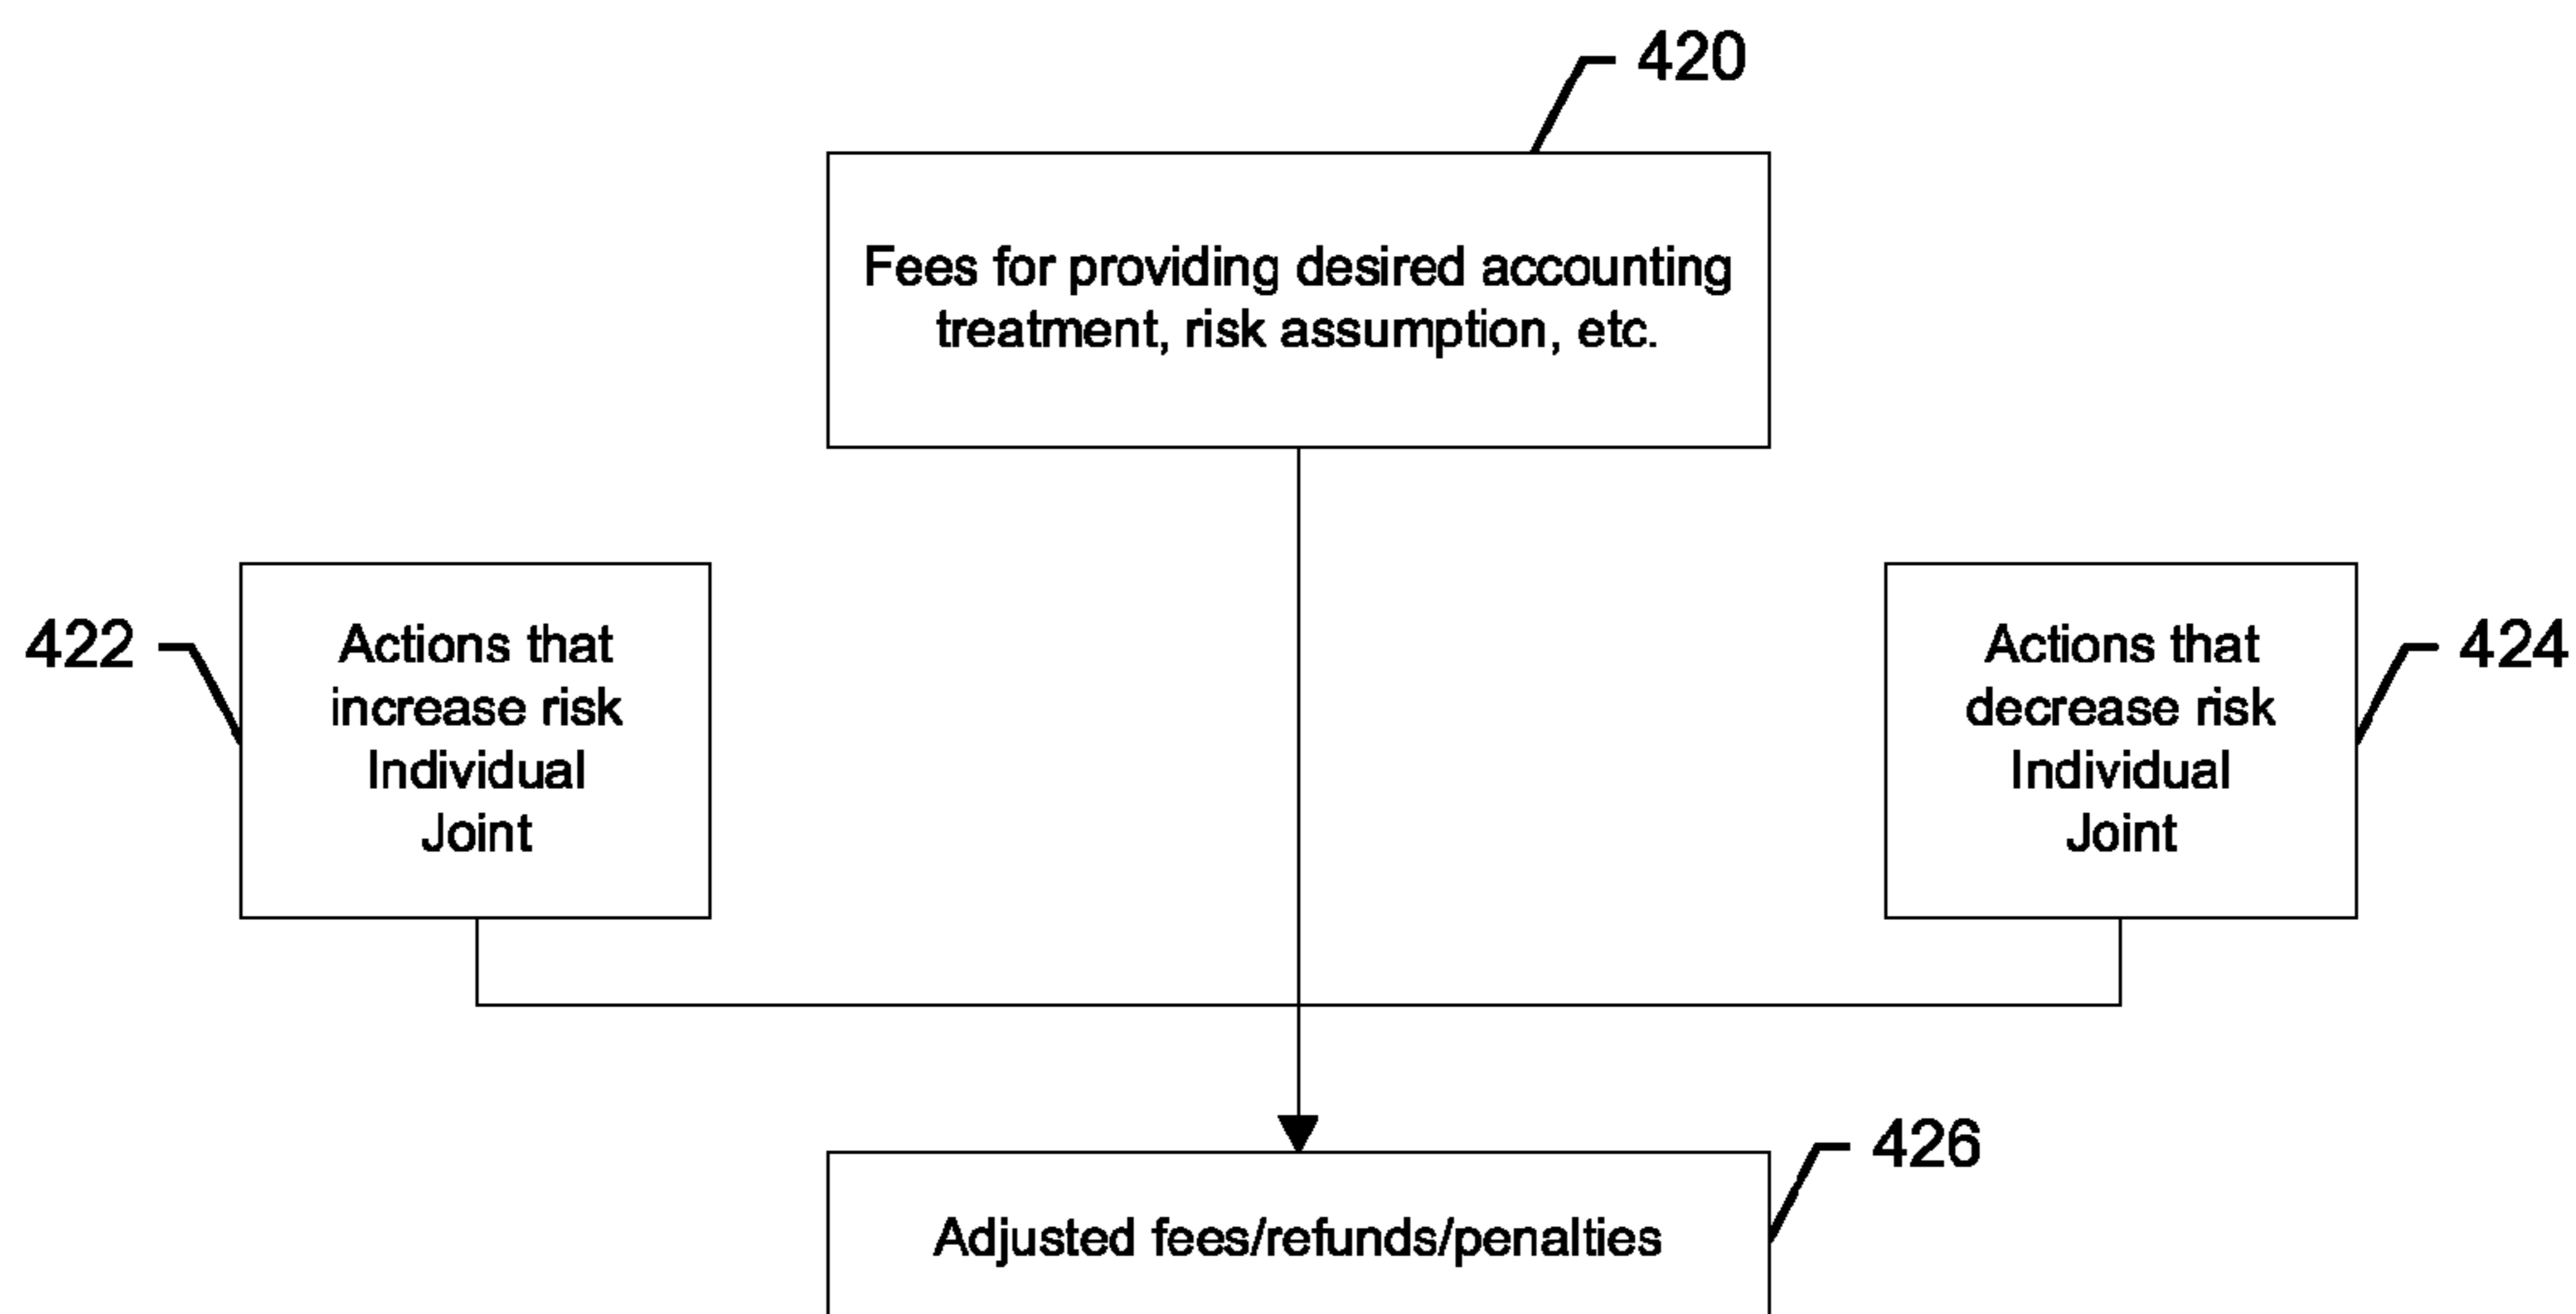 420
Fees for providing desired accounting
treatment, risk assumption, etc.
422
Actions that
increase risk
Individual
Joint
Actions that
decrease risk
Individual
Joint
424
426
Adjusted fees/refunds/penalties